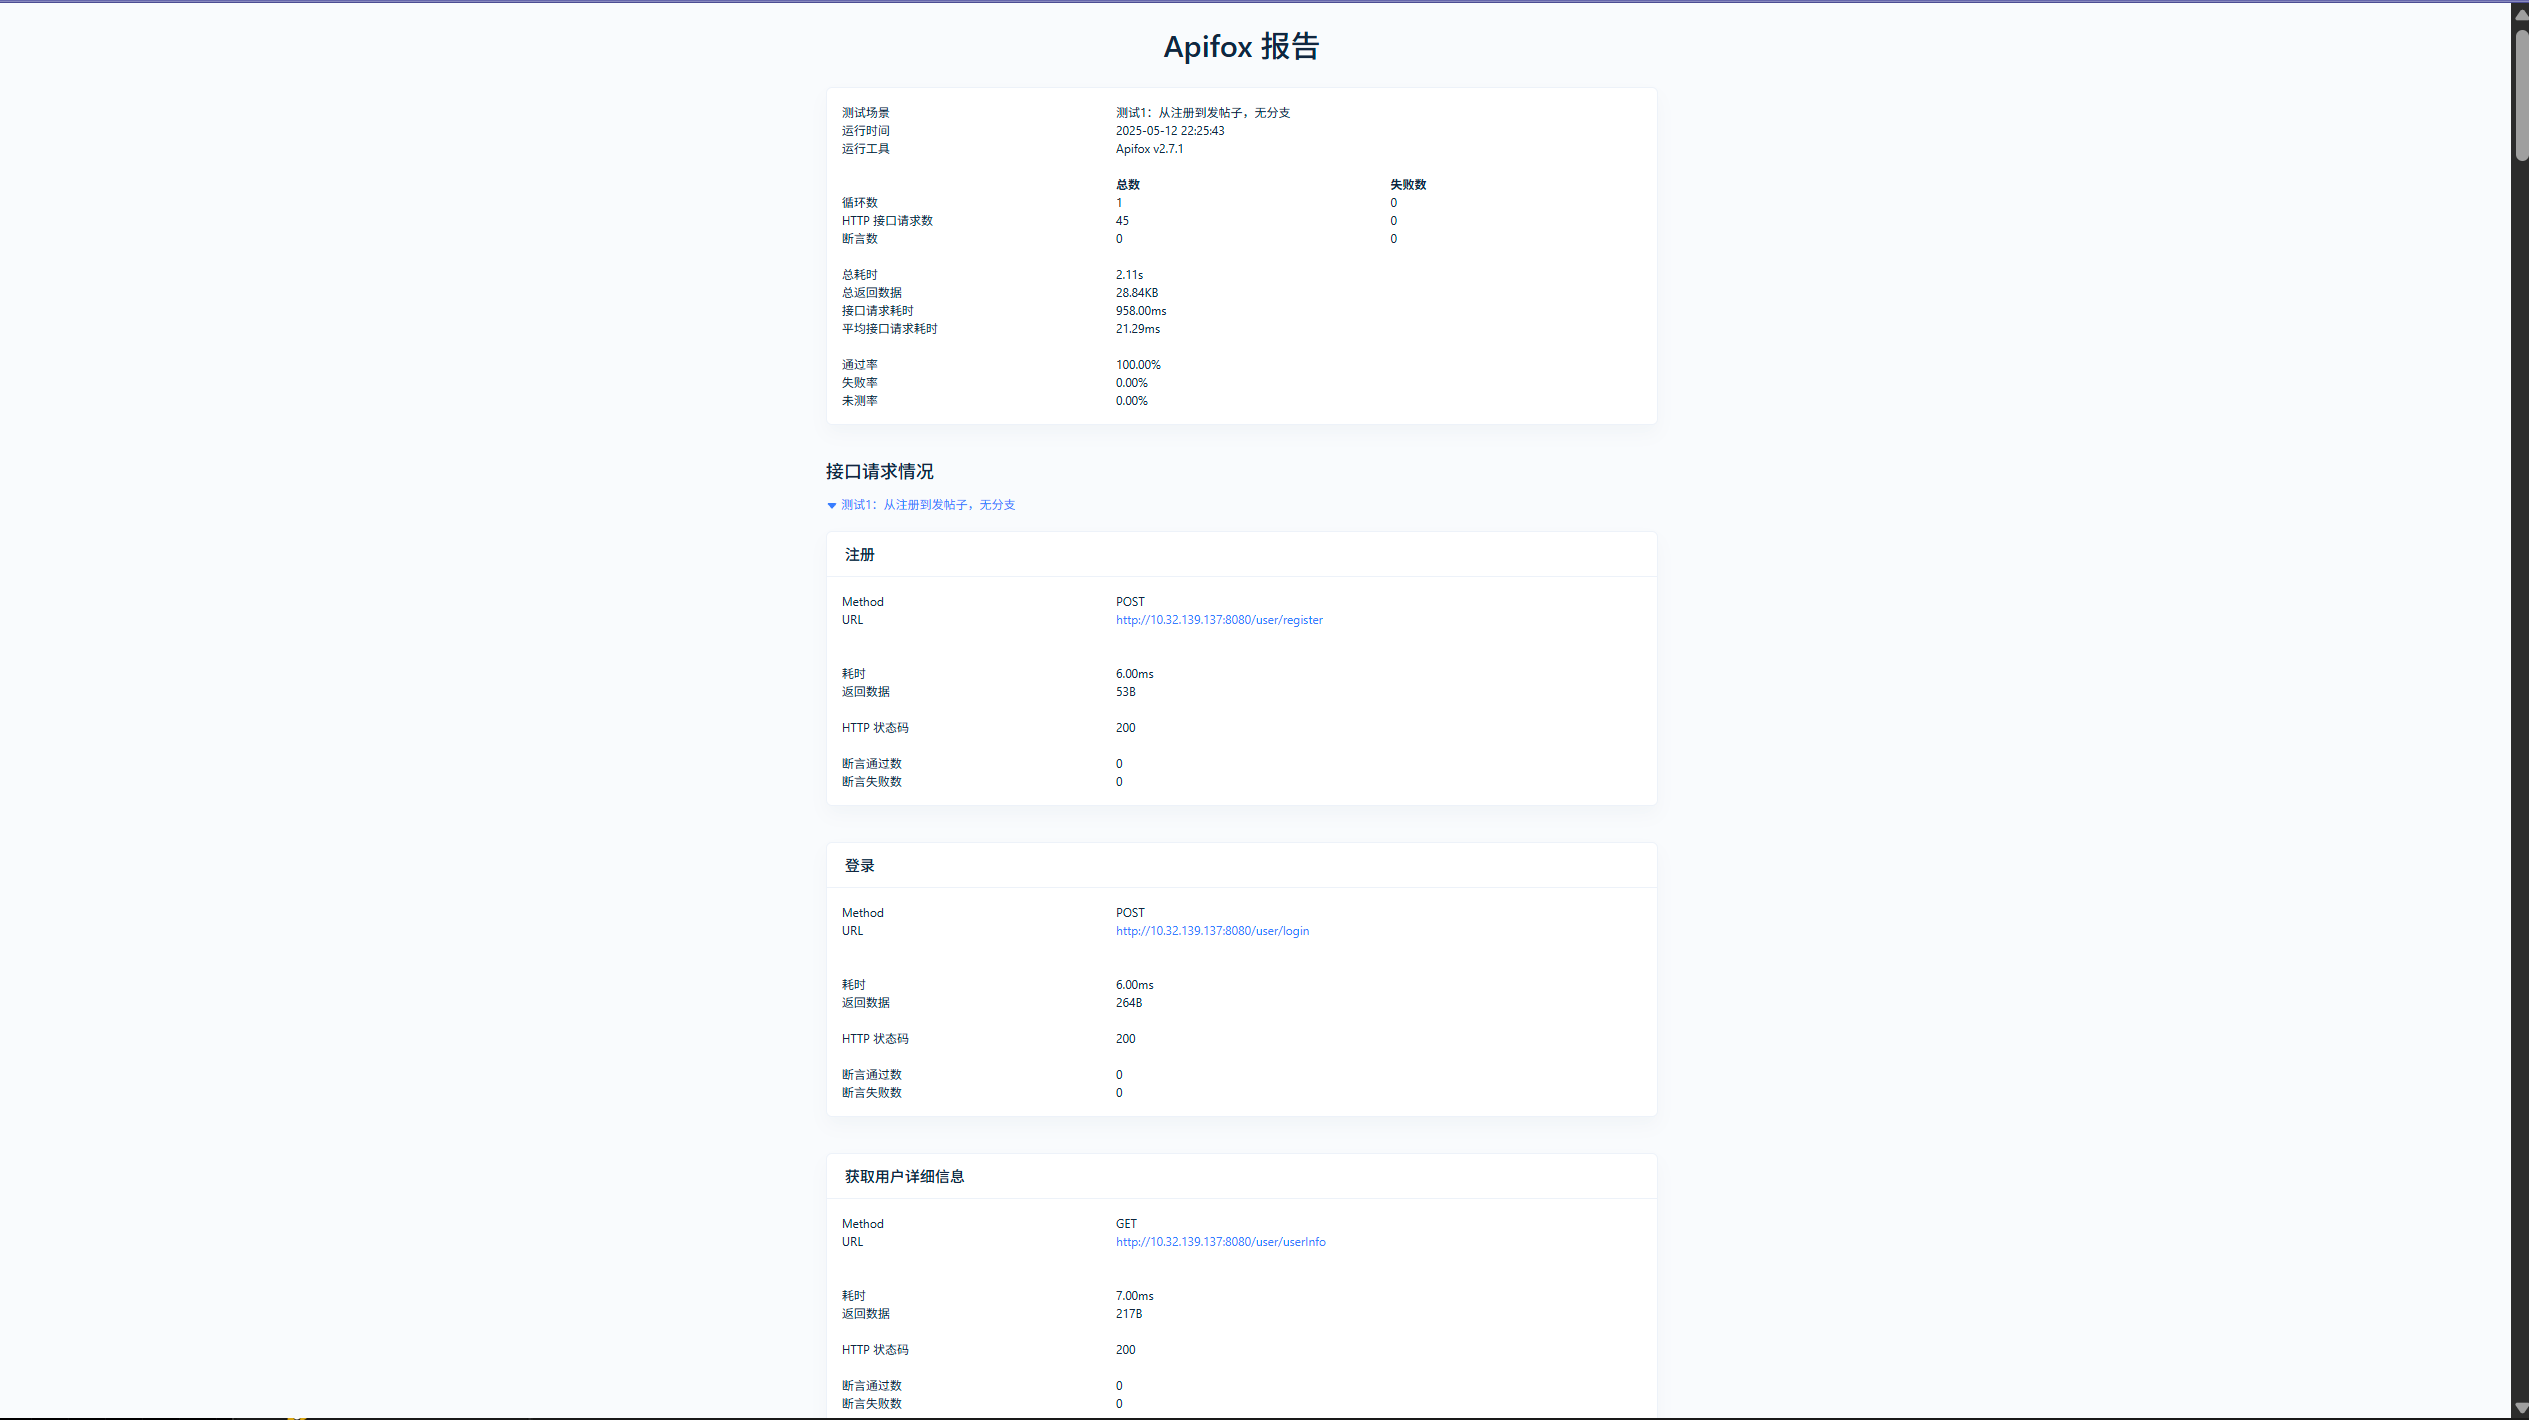 Apifox 报告
测试场景 测试1：从注册到发帖子，无分支
运行时间 2025-05-12 22:25:43
运行工具 Apifox v2.7.1
总数 失败数
循环数 1 0
HTTP 接口请求数 45 0
断言数 0 0
总耗时 2.11s
总返回数据 28.84KB
接口请求耗时 958.00ms
平均接口请求耗时 21.29ms
通过率 100.00%
失败率 0.00%
未测率 0.00%
接口请求情况
测试1：从注册到发帖子，无分支
注册
Method POST
URL http://10.32.139.137:8080/user/register
耗时 6.00ms
返回数据 53B
HTTP 状态码 200
断言通过数 0
断言失败数 0
登录
Method POST
URL http://10.32.139.137:8080/user/login
耗时 6.00ms
返回数据 264B
HTTP 状态码 200
断言通过数 0
断言失败数 0
获取用户详细信息
Method GET
URL http://10.32.139.137:8080/user/userInfo
耗时 7.00ms
返回数据 217B
HTTP 状态码 200
断言通过数 0
断言失败数 0